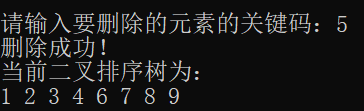 请输入要删除的元素的关键码：5
删除成功！
当前二叉排序树为：
1 2 3 4 6 7 8 9